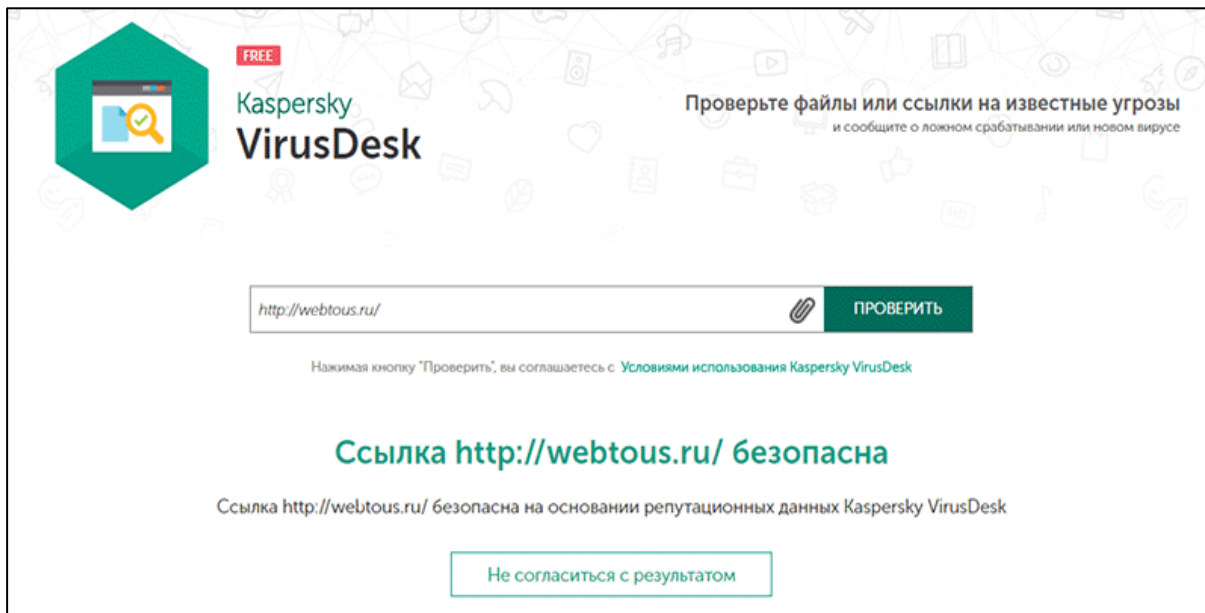 FREE
Kaspersky
VirusDesk
Проверьте файлы или ссылки на известные угрозы
и сообщите о ложном срабатывании или новом вирусе
http://webtous.ru/
ПРОВЕРИТЬ
Нажимая кнопку "Проверить", вы соглашаетесь с Условиями использования Kaspersky VirusDesk
Ссылка http://webtous.ru/ безопасна
Ссылка http://webtous.ru/ безопасна на основании репутационных данных Kaspersky VirusDesk
Не согласиться с результатом